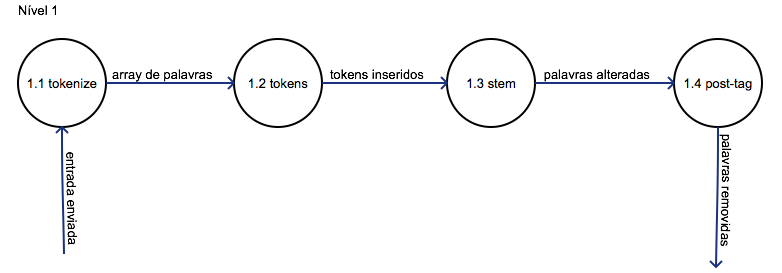 Nível 1
1.1 tokenize
array de palavras
1.2 tokens
tokens inseridos
1.3 stem
palavras alteradas
1.4 post-tag
entrada enviada
palavras removidas